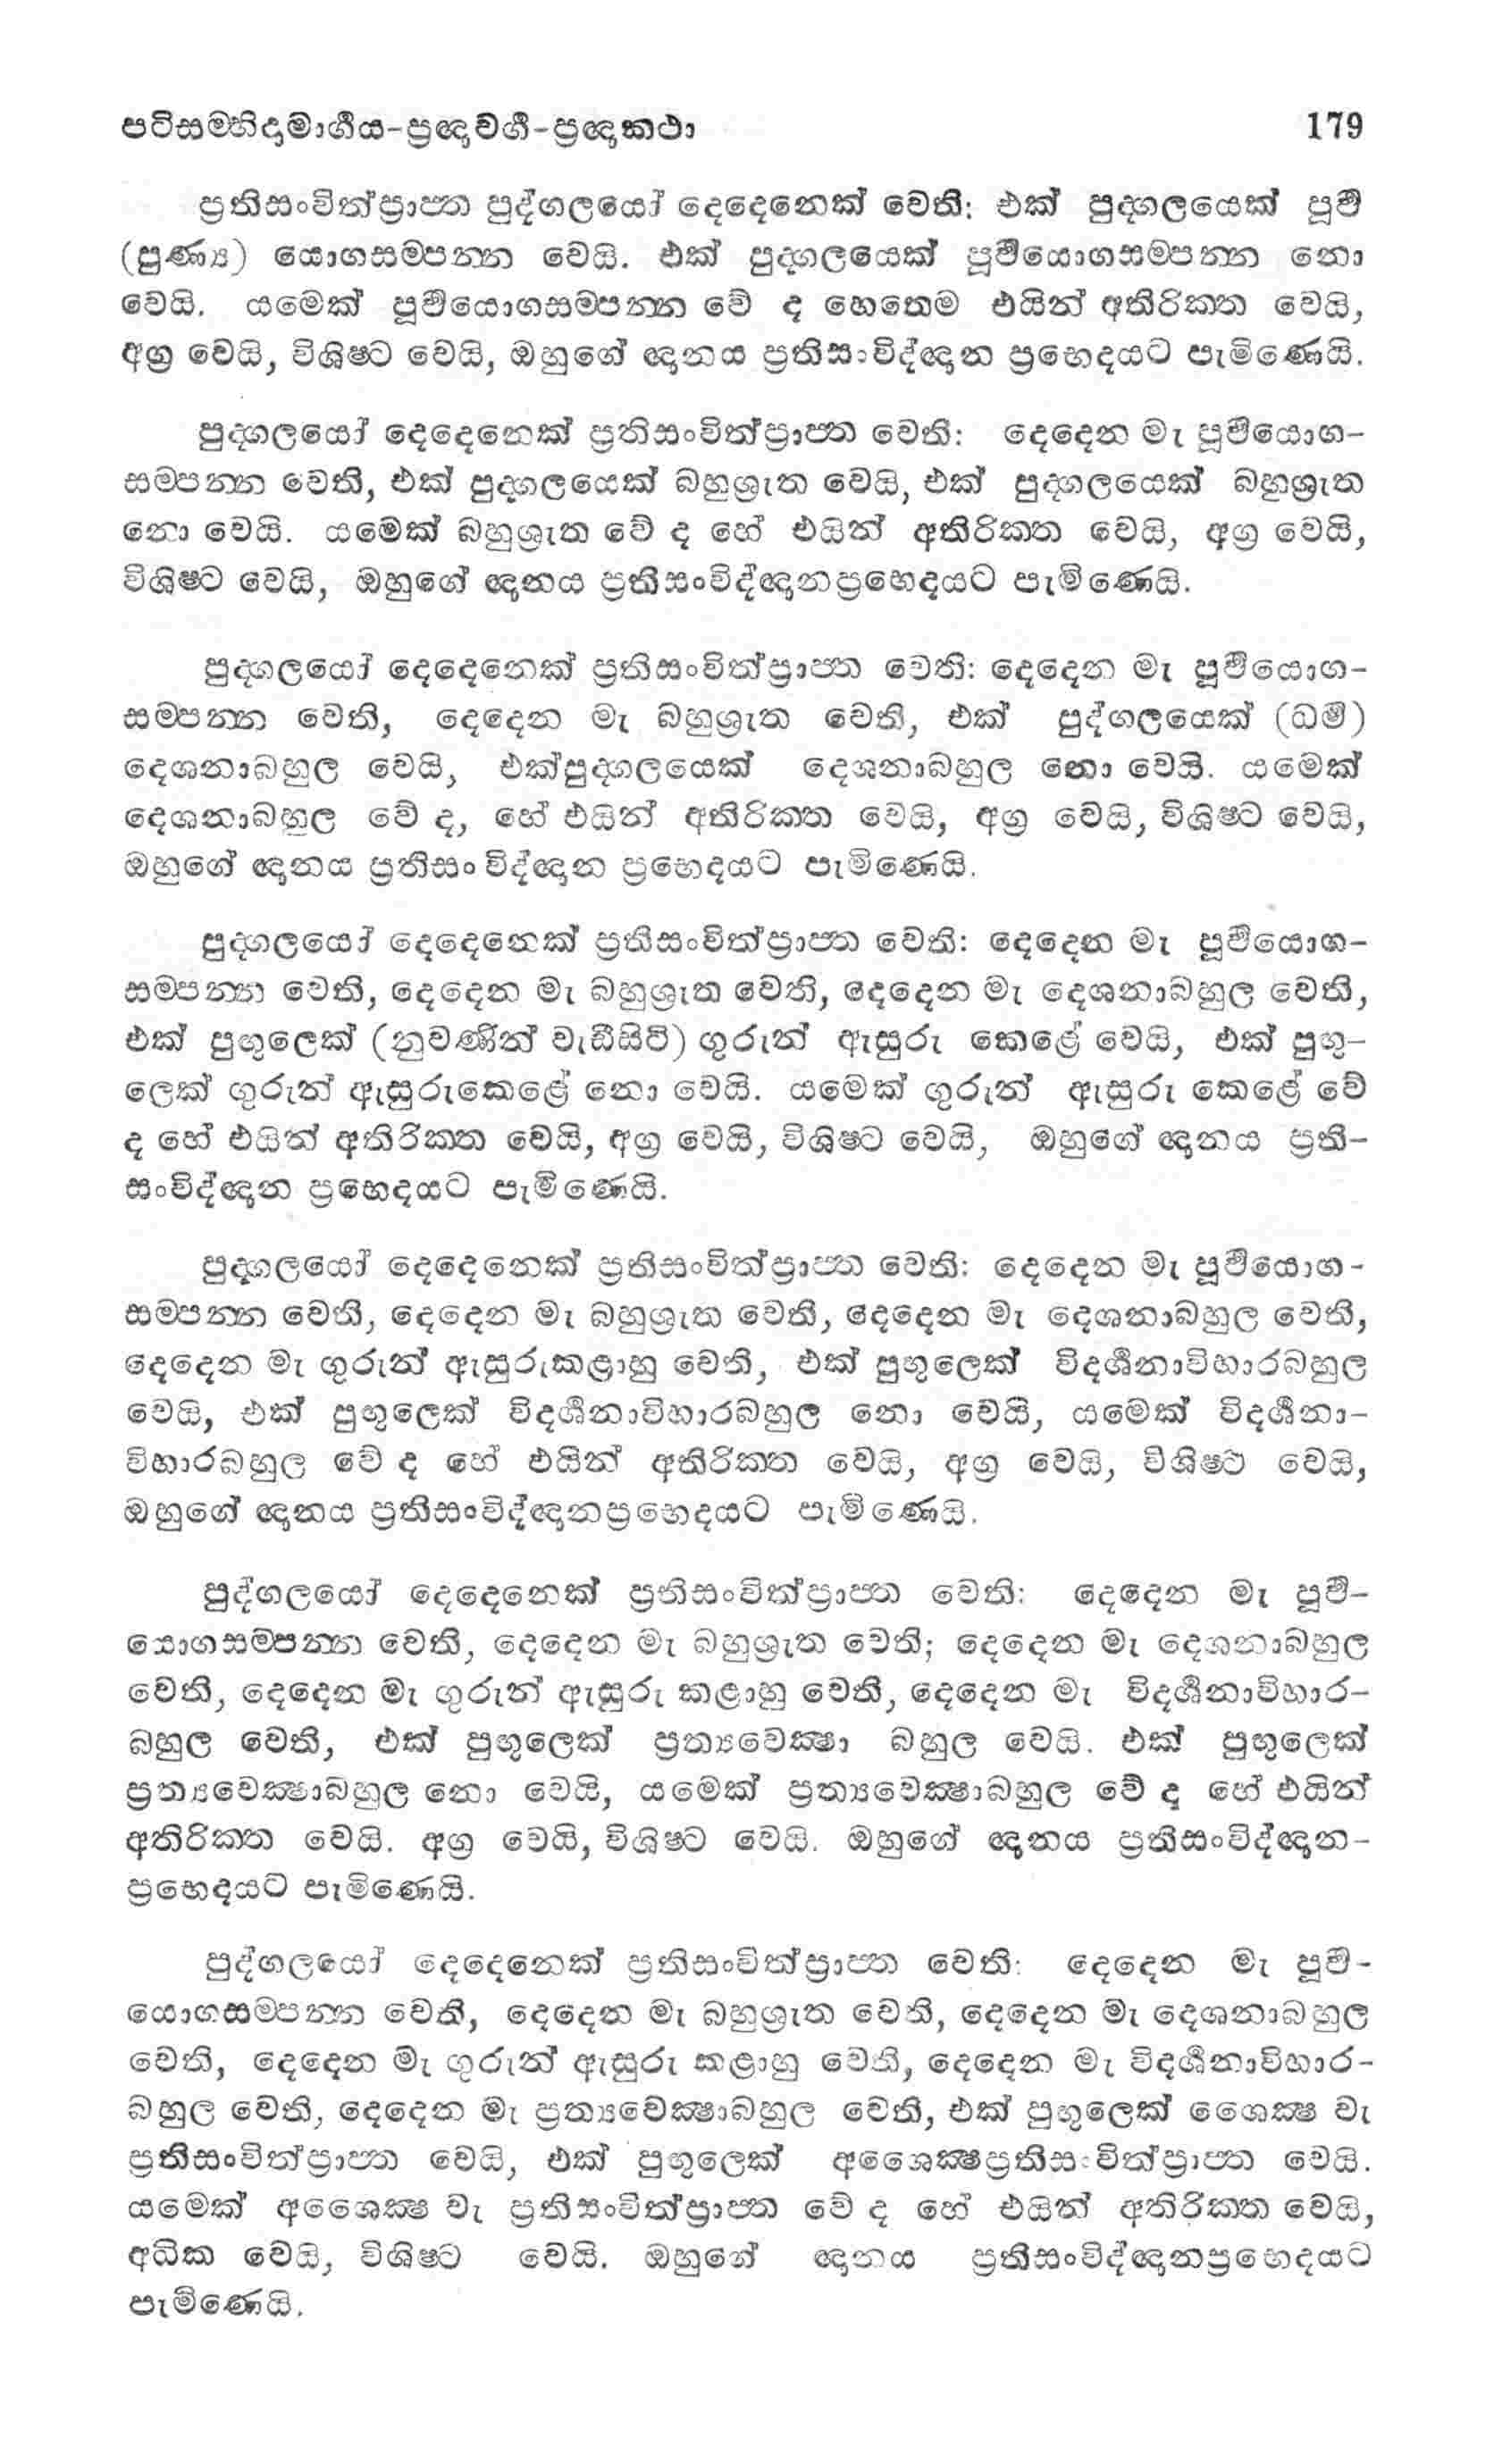 පටිසම්භිදාමාර්ගය-ප්‍රඥාවර්ග-ප්‍රඥාකථා 179
ප්‍රතිසංවිත්ප්‍රාප්ත පුද්ගලයෝ දෙදෙනෙක් වෙති: එක් පුද්ගලයෙක් පූර්ව
(පුණ්‍ය) යොගසම්පන්න වෙයි. එක් පුද්ගලයෙක් පූර්වයොගසම්පන්න නො
වෙයි. යමෙක් පූර්වයොගසම්පන්න වේ ද හෙතෙම එයින් අතිරික්ත වෙයි,
අග්‍ර වෙයි, විශිෂ්ට වෙයි, ඔහුගේ ඥානය ප්‍රතිසංවිද්ඥාන ප්‍රභෙදයට පැමිණෙයි.
පුද්ගලයෝ දෙදෙනෙක් ප්‍රතිසංවිත්ප්‍රාප්ත වෙති: දෙදෙන මැ පූර්වයොග-
සම්පන්න වෙති, එක් පුද්ගලයෙක් බහුශ්‍රැත වෙයි, එක් පුද්ගලයෙක් බහුශ්‍රැත
නො වෙයි. යමෙක් බහුශ්‍රැත වේ ද හේ එයින් අතිරික්ත වෙයි, අග්‍ර වෙයි,
විශිෂ්ට වෙයි, ඔහුගේ ඥානය ප්‍රතිසංවිද්ඥානප්‍රභෙදයට පැමිණෙයි.
පුද්ගලයෝ දෙදෙනෙක් ප්‍රතිසංවිත්ප්‍රාප්ත වෙති: දෙදෙන මැ පූර්වයොග-
සම්පන්න වෙති, දෙදෙන මැ බහුශ්‍රැත වෙති, එක් පුද්ගලයෙක් (ධර්ම)
දෙශනාබහුල වෙයි, එක්පුද්ගලයෙක් දෙශනාබහුල නො වෙයි. යමෙක්
දෙශනාබහුල වේ ද, හේ එයින් අතිරික්ත වෙයි, අග්‍ර වෙයි, විශිෂ්ට වෙයි,
ඔහුගේ ඥානය ප්‍රතිසංවිද්ඥාන ප්‍රභෙදයට පැමිණෙයි.
පුද්ගලයෝ දෙදෙනෙක් ප්‍රතිසංවිත්ප්‍රාප්ත වෙති: දෙදෙන මැ පූර්වයොග-
සම්පන්න වෙති, දෙදෙන මැ බහුශ්‍රැත වෙති, දෙදෙන මැ දෙශනාබහුල වෙති,
එක් පුඟුලෙක් (නුවණින් වැඩීසිටි) ගුරුන් ඇසුරු කෙළේ වෙයි, එක් පුඟු-
ලෙක් ගුරුන් ඇසුරුකෙළේ නො වෙයි. යමෙක් ගුරුන් ඇසුරු කෙළේ වේ
ද හේ එයින් අතිරික්ත වෙයි, අග්‍ර වෙයි, විශිෂ්ට වෙයි, ඔහුගේ ඥානය ප්‍රති-
සංවිද්ඥාන ප්‍රභෙදයට පැමිණෙයි.
පුද්ගලයෝ දෙදෙනෙක් ප්‍රතිසංවිත්ප්‍රාප්ත වෙති: දෙදෙන මැ පූර්වයොග-
සම්පන්න වෙති, දෙදෙන මැ බහුශ්‍රැත වෙති, දෙදෙන මැ දෙශනාබහුල වෙති,
දෙදෙන මැ ගුරුන් ඇසුරුකළාහු වෙති, එක් පුඟුලෙක් විදර්ශනාවිහාරබහුල
වෙයි, එක් පුඟුලෙක් විදර්ශනාවිහාරබහුල නො වෙයි, යමෙක් විදර්ශනා-
විහාරබහුල වේ ද හේ එයින් අතිරික්ත වෙයි, අග්‍ර වෙයි, විශිෂ්ට වෙයි,
ඔහුගේ ඥානය ප්‍රතිසංවිද්ඥානප්‍රභෙදයට පැමිණෙයි.
පුද්ගලයෝ දෙදෙනෙක් ප්‍රතිසංවිත්ප්‍රාප්ත වෙති: දෙදෙන මැ පූර්ව-
යොගසම්පන්න වෙති, දෙදෙන මැ බහුශ්‍රැත වෙති; දෙදෙන මැ දෙශනාබහුල
වෙති, දෙදෙන මැ ගුරුන් ඇසුරු කළාහු වෙති, දෙදෙන මැ විදර්ශනාවිහාර-
බහුල වෙති, එක් පුඟුලෙක් ප්‍රත්‍යවෙක්ෂා බහුල වෙයි. එක් පුඟුලෙක්
ප්‍රත්‍යවෙක්ෂාබහුල නො වෙයි, යමෙක් ප්‍රත්‍යවෙක්ෂාබහුල වේ ද හේ එයින්
අතිරික්ත වෙයි. අග්‍ර වෙයි, විශිෂ්ට වෙයි. ඔහුගේ ඥානය ප්‍රතිසංවිද්ඥාන-
ප්‍රභෙදයට පැමිණෙයි.
පුද්ගලයෝ දෙදෙනෙක් ප්‍රතිසංවිත්ප්‍රාප්ත වෙති: දෙදෙන මැ පූර්ව-
යොගසම්පන්න වෙති, දෙදෙන මැ බහුශ්‍රැත වෙති, දෙදෙන මැ දෙශනාබහුල
වෙති, දෙදෙන මැ ගුරුන් ඇසුරු කළාහු වෙති, දෙදෙන මැ විදර්ශනාවිහාර-
බහුල වෙති, දෙදෙන මැ ප්‍රත්‍යවෙක්ෂාබහුල වෙති, එක් පුඟුලෙක් ශෛක්ෂ වැ
ප්‍රතිසංවිත්ප්‍රාප්ත වෙයි, එක් පුඟුලෙක් අශෛක්ෂප්‍රතිසංවිත්ප්‍රාප්ත වෙයි.
යමෙක් අශෛක්ෂ වැ ප්‍රතිසංවිත්ප්‍රාප්ත වේ ද හේ එයින් අතිරික්ත වෙයි,
අධික වෙයි, විශිෂ්ට වෙයි. ඔහුගේ ඥානය ප්‍රතිසංවිද්ඥානප්‍රභෙදයට
පැමිණෙයි.